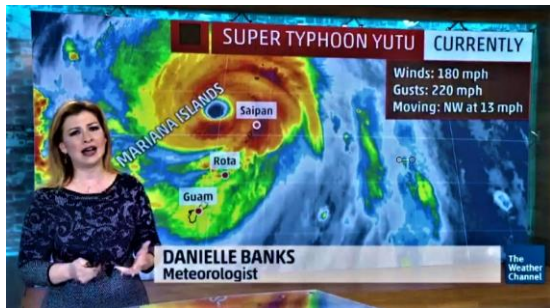 SUPER TYPHOON YUTU
CURRENTLY
Winds: 180 mph
Gusts: 220 mph
Moving: NW at 13 mph
MARIANA ISLANDS
Saipan
Rota
Guam
DANIELLE BANKS
Meteorologist
The
Weather
Channel